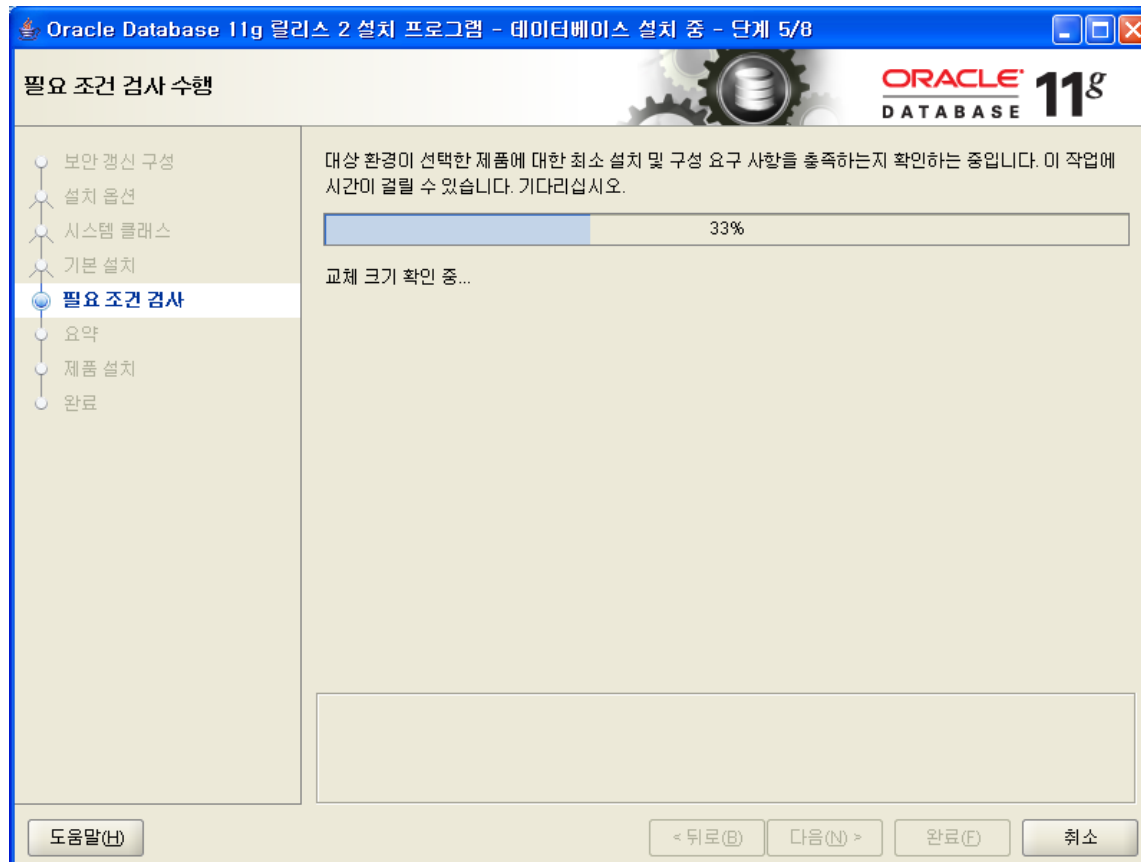 Oracle Database 11g 릴리스 2 설치 프로그램 - 데이터베이스 설치 중 - 단계 5/8
필요 조건 검사 수행
ORACLE
DATABASE
11g
보안 갱신 구성
설치 옵션
시스템 클래스
기본 설치
필요 조건 검사
요약
제품 설치
완료
대상 환경이 선택한 제품에 대한 최소 설치 및 구성 요구 사항을 충족하는지 확인하는 중입니다. 이 작업에
시간이 걸릴 수 있습니다. 기다리십시오.
33%
교체 크기 확인 중...
도움말(H)
< 뒤로(B)
다음(N) >
완료(F)
취소